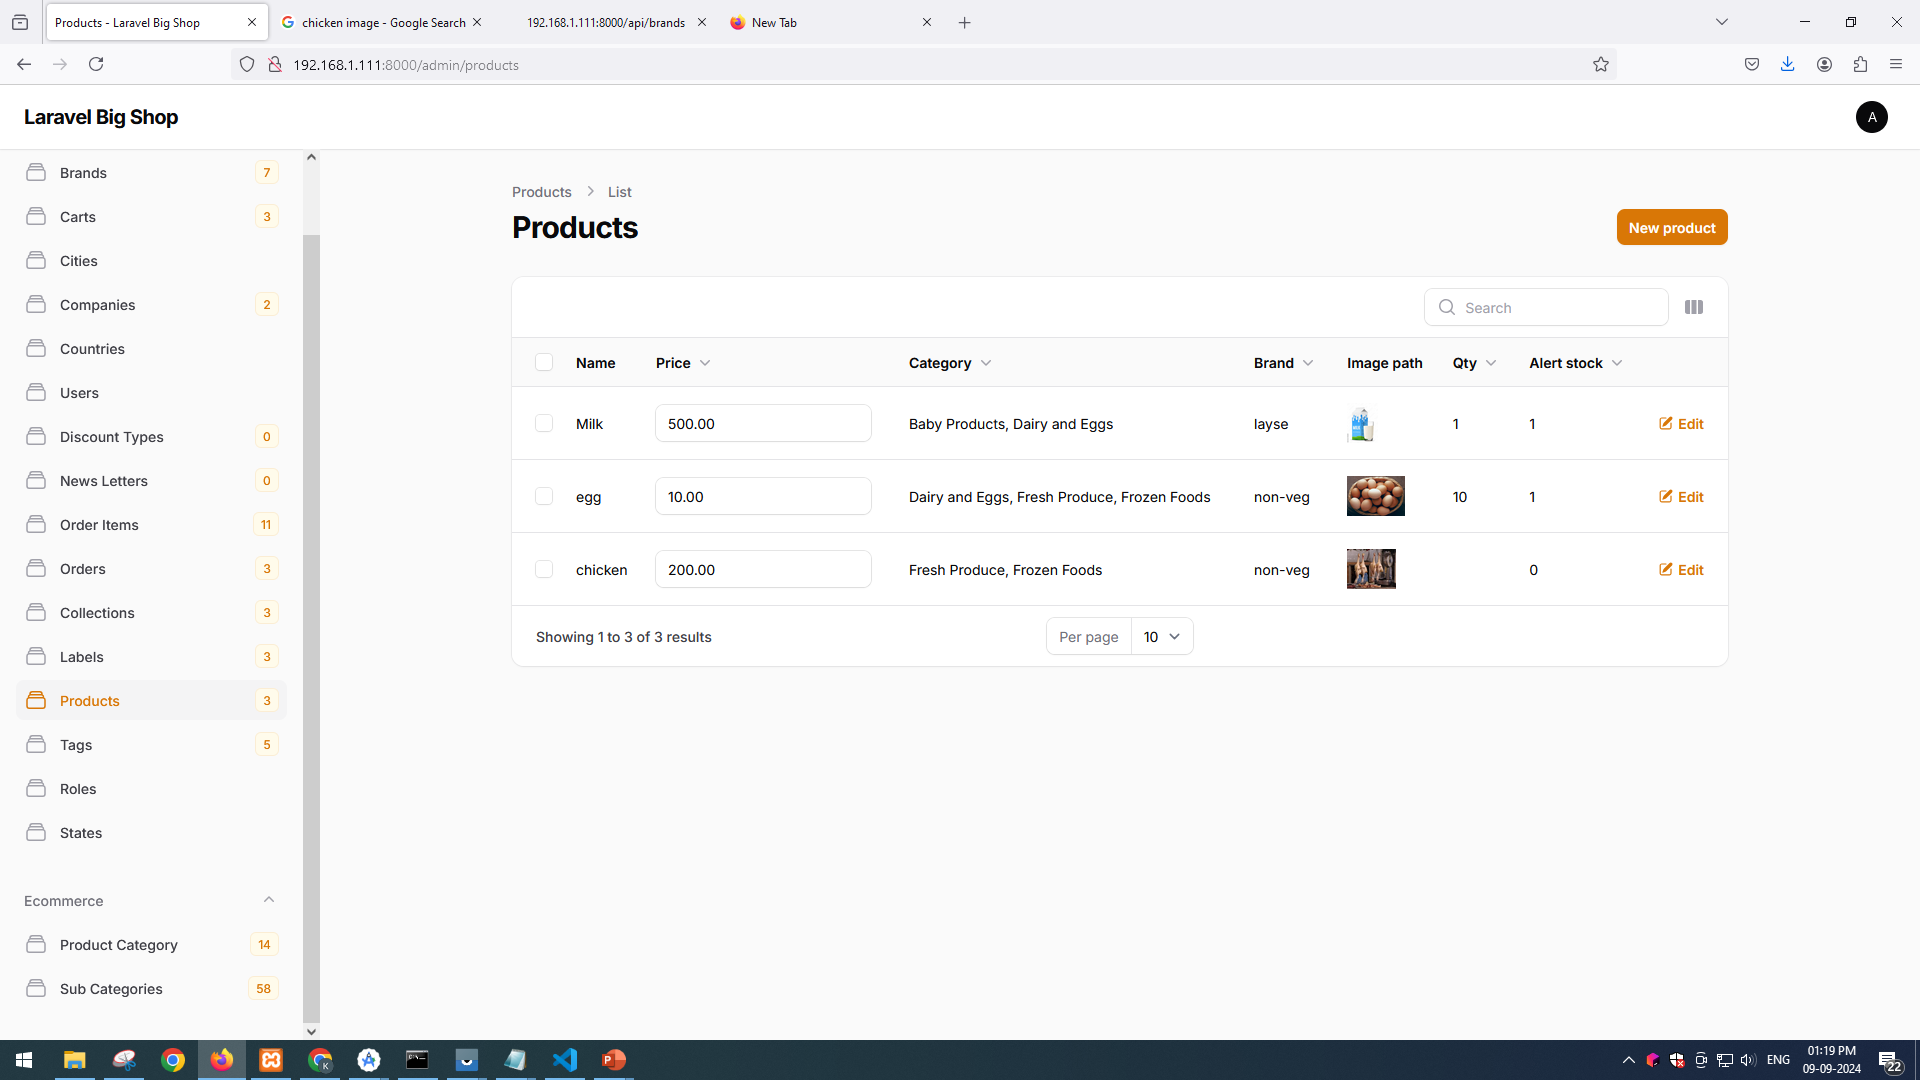 Products - Laravel Big Shop
chicken image - Google Search
192.168.1.111:8000/api/brands
New Tab
192.168.1.111:8000/admin/products
Laravel Big Shop
A
Brands 7
Carts 3
Cities
Companies 2
Countries
Users
Discount Types 0
News Letters 0
Order Items 11
Orders 3
Collections 3
Labels 3
Products 3
Tags 5
Roles
States
Ecommerce
Product Category 14
Sub Categories 58
Products > List
Products
New product
Search
Name Price Category Brand Image path Qty Alert stock
Milk 500.00 Baby Products, Dairy and Eggs layse 1 1 Edit
egg 10.00 Dairy and Eggs, Fresh Produce, Frozen Foods non-veg 10 1 Edit
chicken 200.00 Fresh Produce, Frozen Foods non-veg 0 Edit
Showing 1 to 3 of 3 results
Per page 10
ENG
01:19 PM
09-09-2024
22